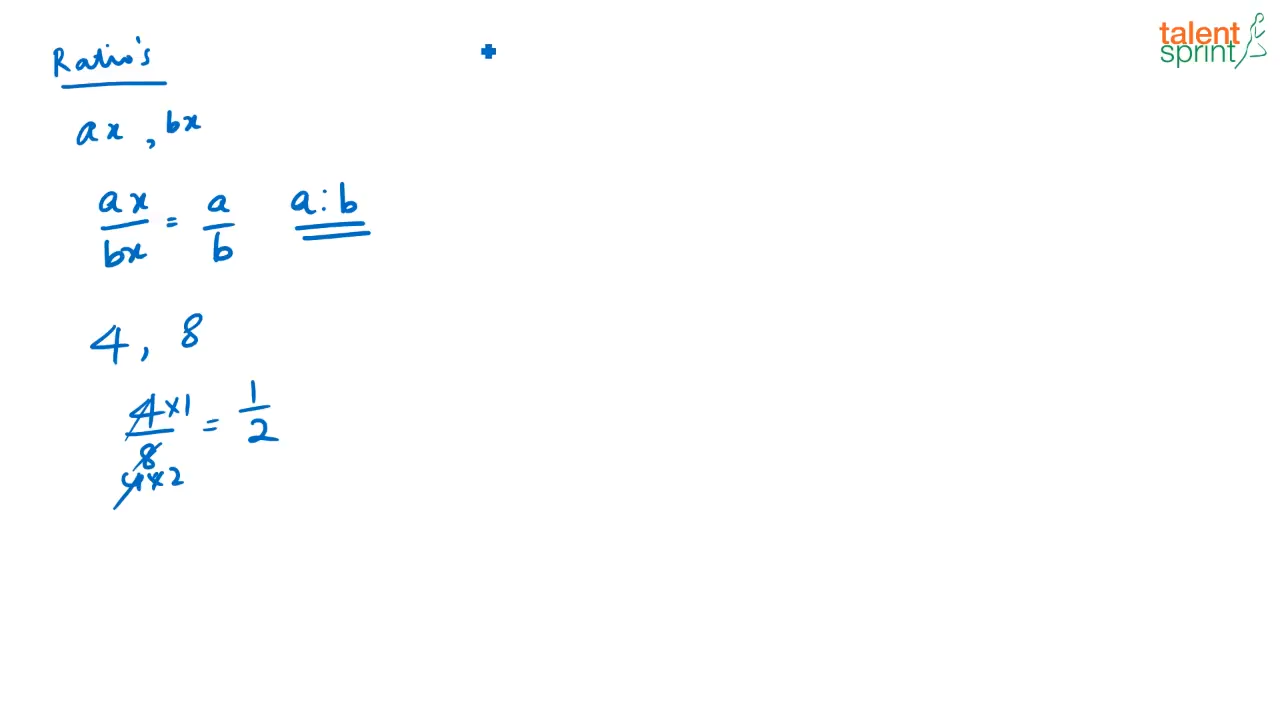 talent
sprint
Ratio's
ax , bx
ax/bx = a/b a:b
4 , 8
4×1/8 = 1/2
4×2